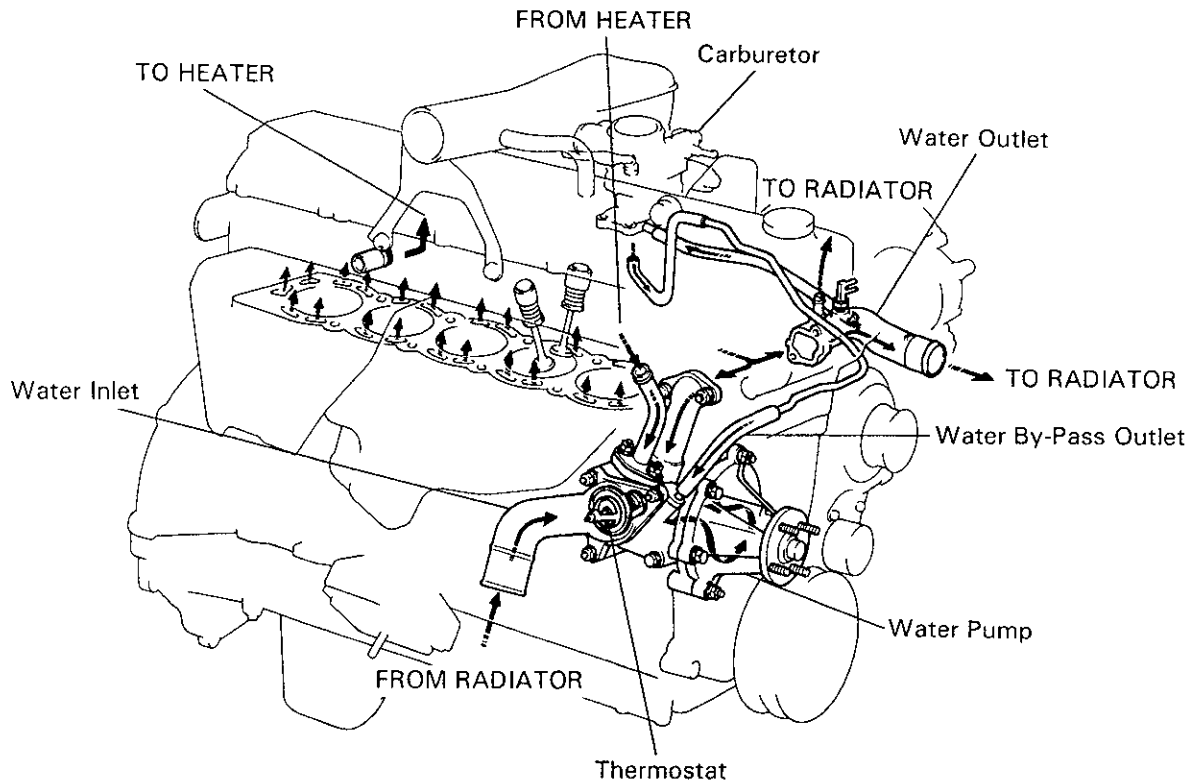 FROM HEATER
Carburetor
TO HEATER
Water Outlet
TO RADIATOR
Water Inlet
TO RADIATOR
Water By-Pass Outlet
Water Pump
FROM RADIATOR
Thermostat